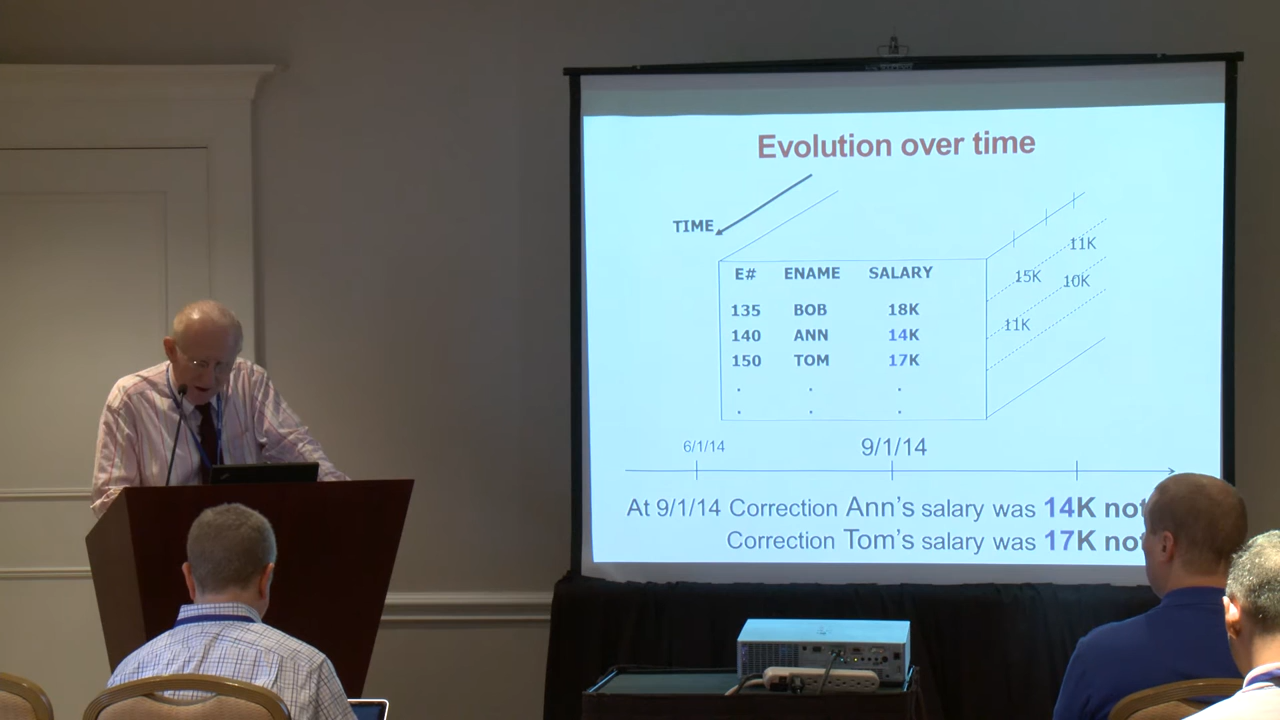 Evolution over time
TIME
E# ENAME SALARY
135 BOB 18K
140 ANN 14K
150 TOM 17K
11K
15K 10K
11K
6/1/14 9/1/14
At 9/1/14 Correction Ann's salary was 14K not
Correction Tom's salary was 17K not